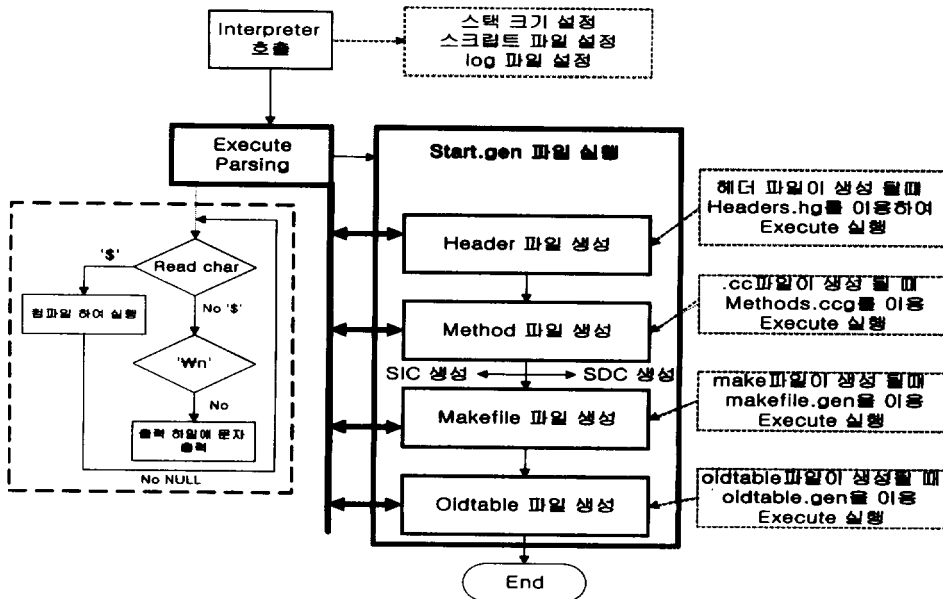 Interpreter
호출
스택 크기 설정
스크립트 파일 설정
log 파일 설정
Execute
Parsing
Start.gen 파일 실행
'$'
Read char
컴파일 하여 실행
No '$'
'₩n'
No
출력 하일에 문자
출력
No NULL
Header 파일 생성
Method 파일 생성
SIC 생성
SDC 생성
Makefile 파일 생성
Oldtable 파일 생성
End
헤더 파일이 생성 될때
Headers.hg를 이용하여
Execute 실행
.cc파일이 생성 될 때
Methods.ccg를 이용
Execute 실행
make파일이 생성 될때
makefile.gen을 이용
Execute 실행
oldtable파일이 생성될 때
oldtable.gen을 이용
Execute 실행